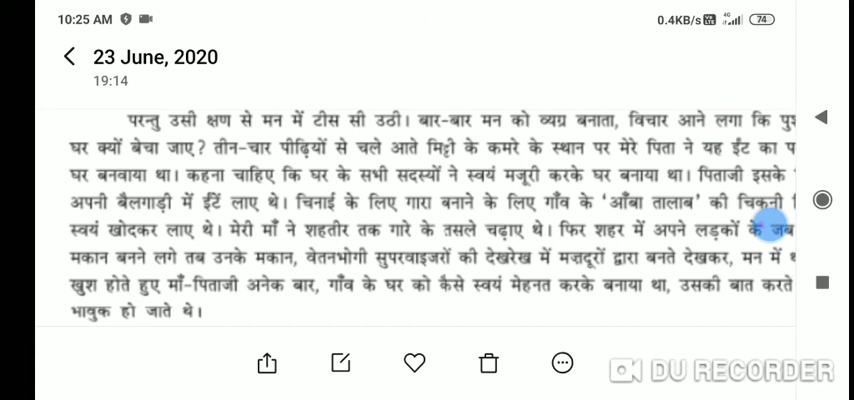 10:25 AM
0.4KB/s 4G 74
23 June, 2020
19:14
परन्तु उसी क्षण से मन में टीस सी उठी। बार-बार मन को व्यग्र बनाता, विचार आने लगा कि
घर क्यों बेचा जाए? तीन-चार पीढ़ियों से चले आते मिट्टी के कमरे के स्थान पर मेरे पिता ने यह ईंट का
घर बनवाया था। कहना चाहिए कि घर के सभी सदस्यों ने स्वयं मजूरी करके घर बनाया था। पिताजी इसके
अपनी बैलगाड़ी में ईंटें लाए थे। चिनाई के लिए गारा बनाने के लिए गाँव के ‘आँबा तालाब’ की चिकनी
स्वयं खोदकर लाए थे। मेरी माँ ने शहतीर तक गारे के तसले चढ़ाए थे। फिर शहर में अपने लड़कों के जब
मकान बनने लगे तब उनके मकान, वेतनभोगी सुपरवाइजरों की देखरेख में मज़दूरों द्वारा बनते देखकर, मन में
खुश होते हुए माँ-पिताजी अनेक बार, गाँव के घर को कैसे स्वयं मेहनत करके बनाया था, उसकी बात करते
भावुक हो जाते थे।
DU RECORDER